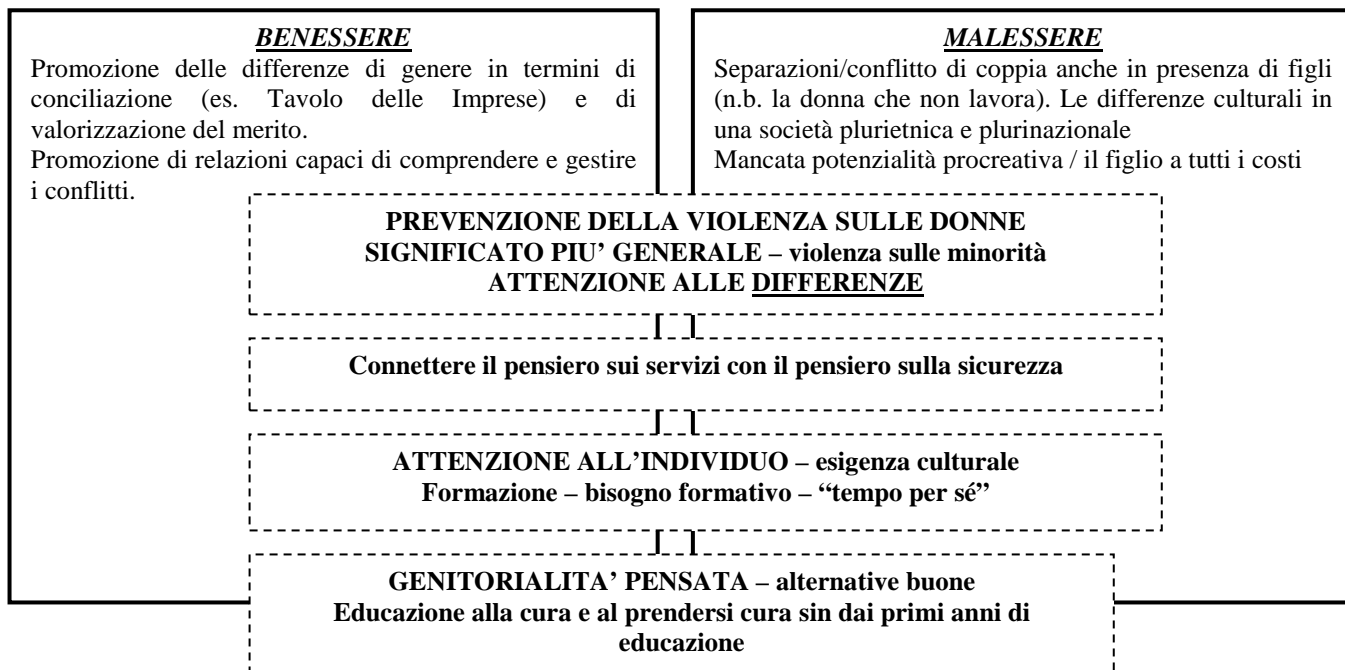 BENESSERE
Promozione delle differenze di genere in termini di
conciliazione (es. Tavolo delle Imprese) e di
valorizzazione del merito.
Promozione di relazioni capaci di comprendere e gestire
i conflitti.
MALESSERE
Separazioni/conflitto di coppia anche in presenza di figli
(n.b. la donna che non lavora). Le differenze culturali in
una società plurietnica e plurinazionale
Mancata potenzialità procreativa / il figlio a tutti i costi
PREVENZIONE DELLA VIOLENZA SULLE DONNE
SIGNIFICATO PIU’ GENERALE – violenza sulle minorità
ATTENZIONE ALLE DIFFERENZE
Connettere il pensiero sui servizi con il pensiero sulla sicurezza
ATTENZIONE ALL’INDIVIDUO – esigenza culturale
Formazione – bisogno formativo – “tempo per sé”
GENITORIALITA’ PENSATA – alternative buone
Educazione alla cura e al prendersi cura sin dai primi anni di
educazione